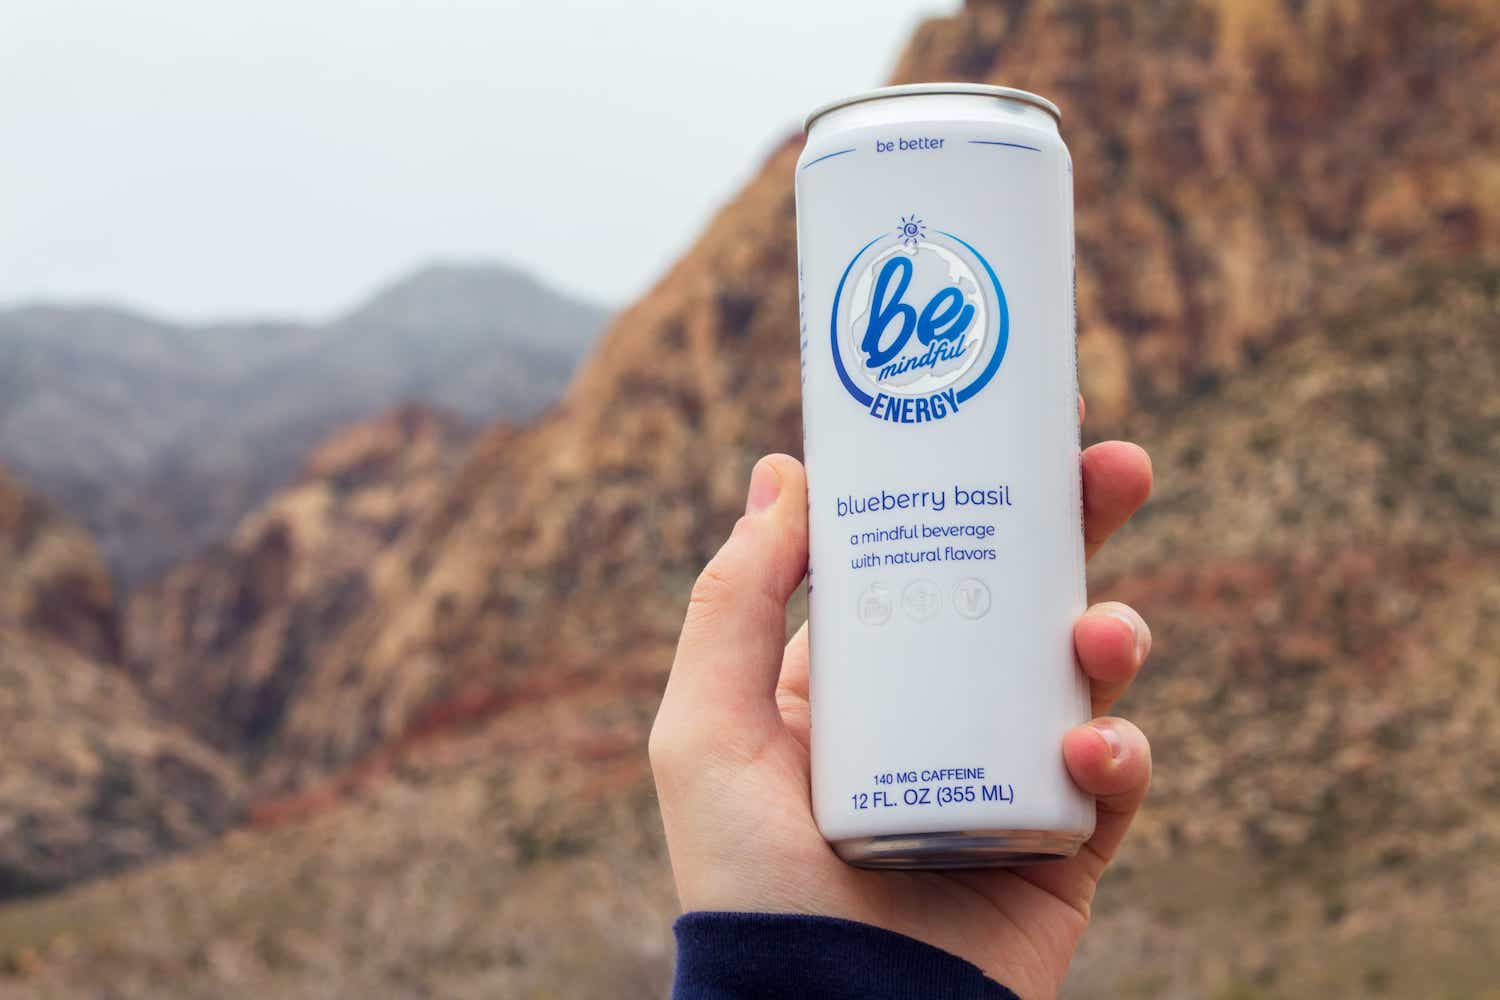 be better
be
mindful
ENERGY
blueberry basil
a mindful beverage
with natural flavors
V
140 MG CAFFEINE
12 FL. OZ (355 ML)